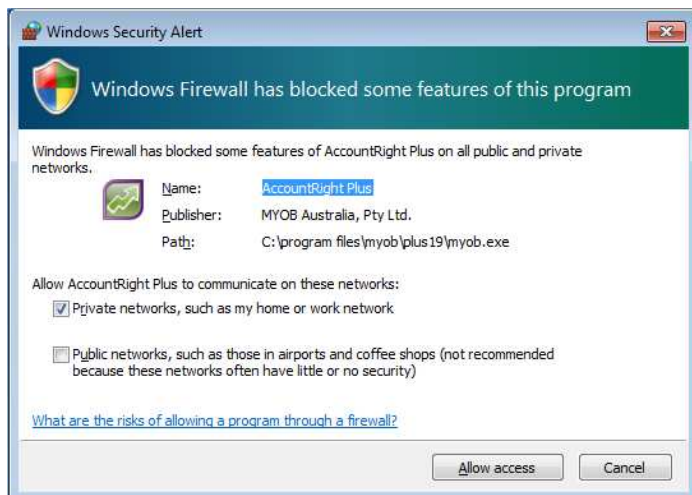 Windows Security Alert
Windows Firewall has blocked some features of this program
Windows Firewall has blocked some features of AccountRight Plus on all public and private
networks.
Name: AccountRight Plus
Publisher: MYOB Australia, Pty Ltd.
Path: C:\program files\myob\plus19\myob.exe
Allow AccountRight Plus to communicate on these networks:
Private networks, such as my home or work network
Public networks, such as those in airports and coffee shops (not recommended
because these networks often have little or no security)
What are the risks of allowing a program through a firewall?
Allow access Cancel